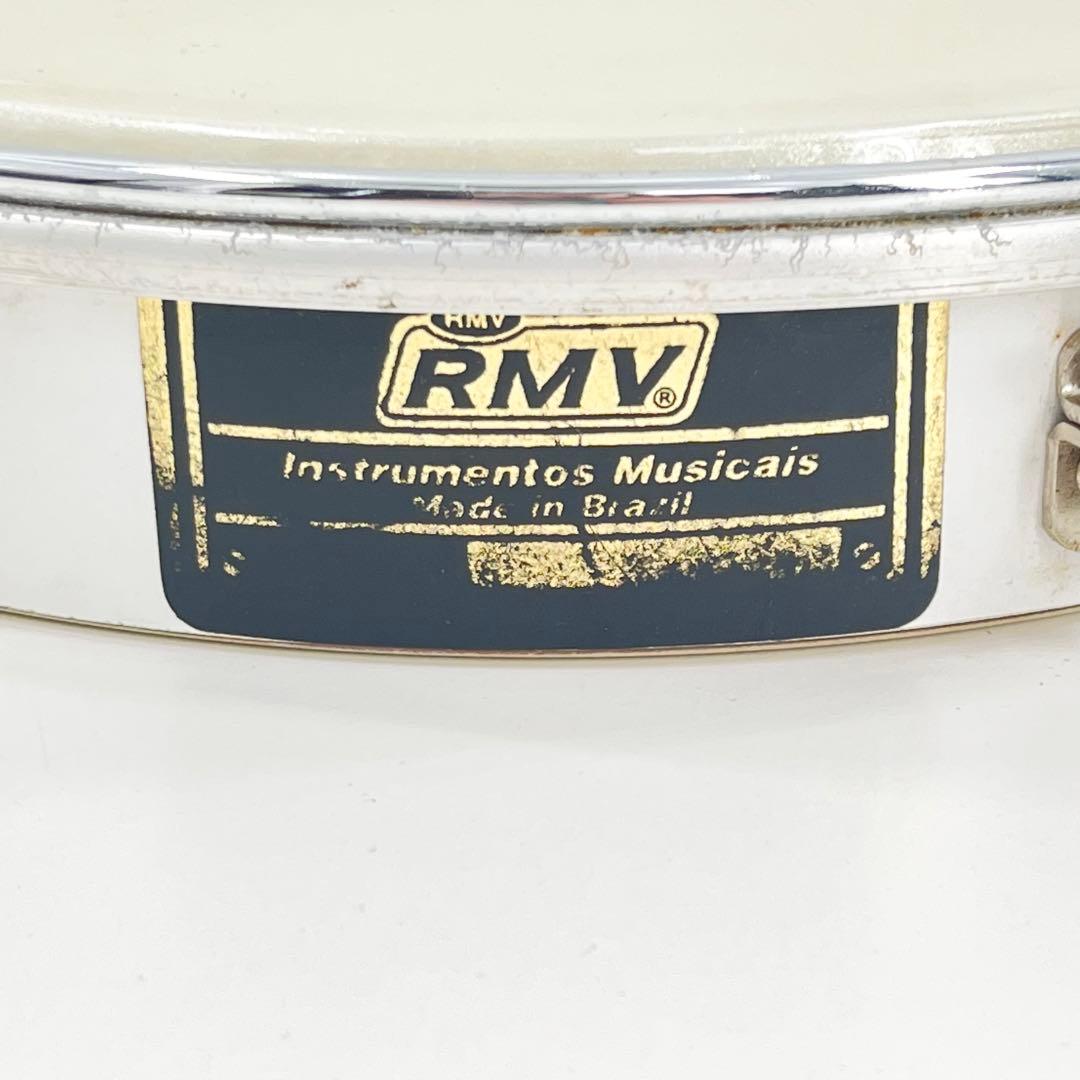 RMV
RMV®
Instrumentos Musicais
Made in Brazil